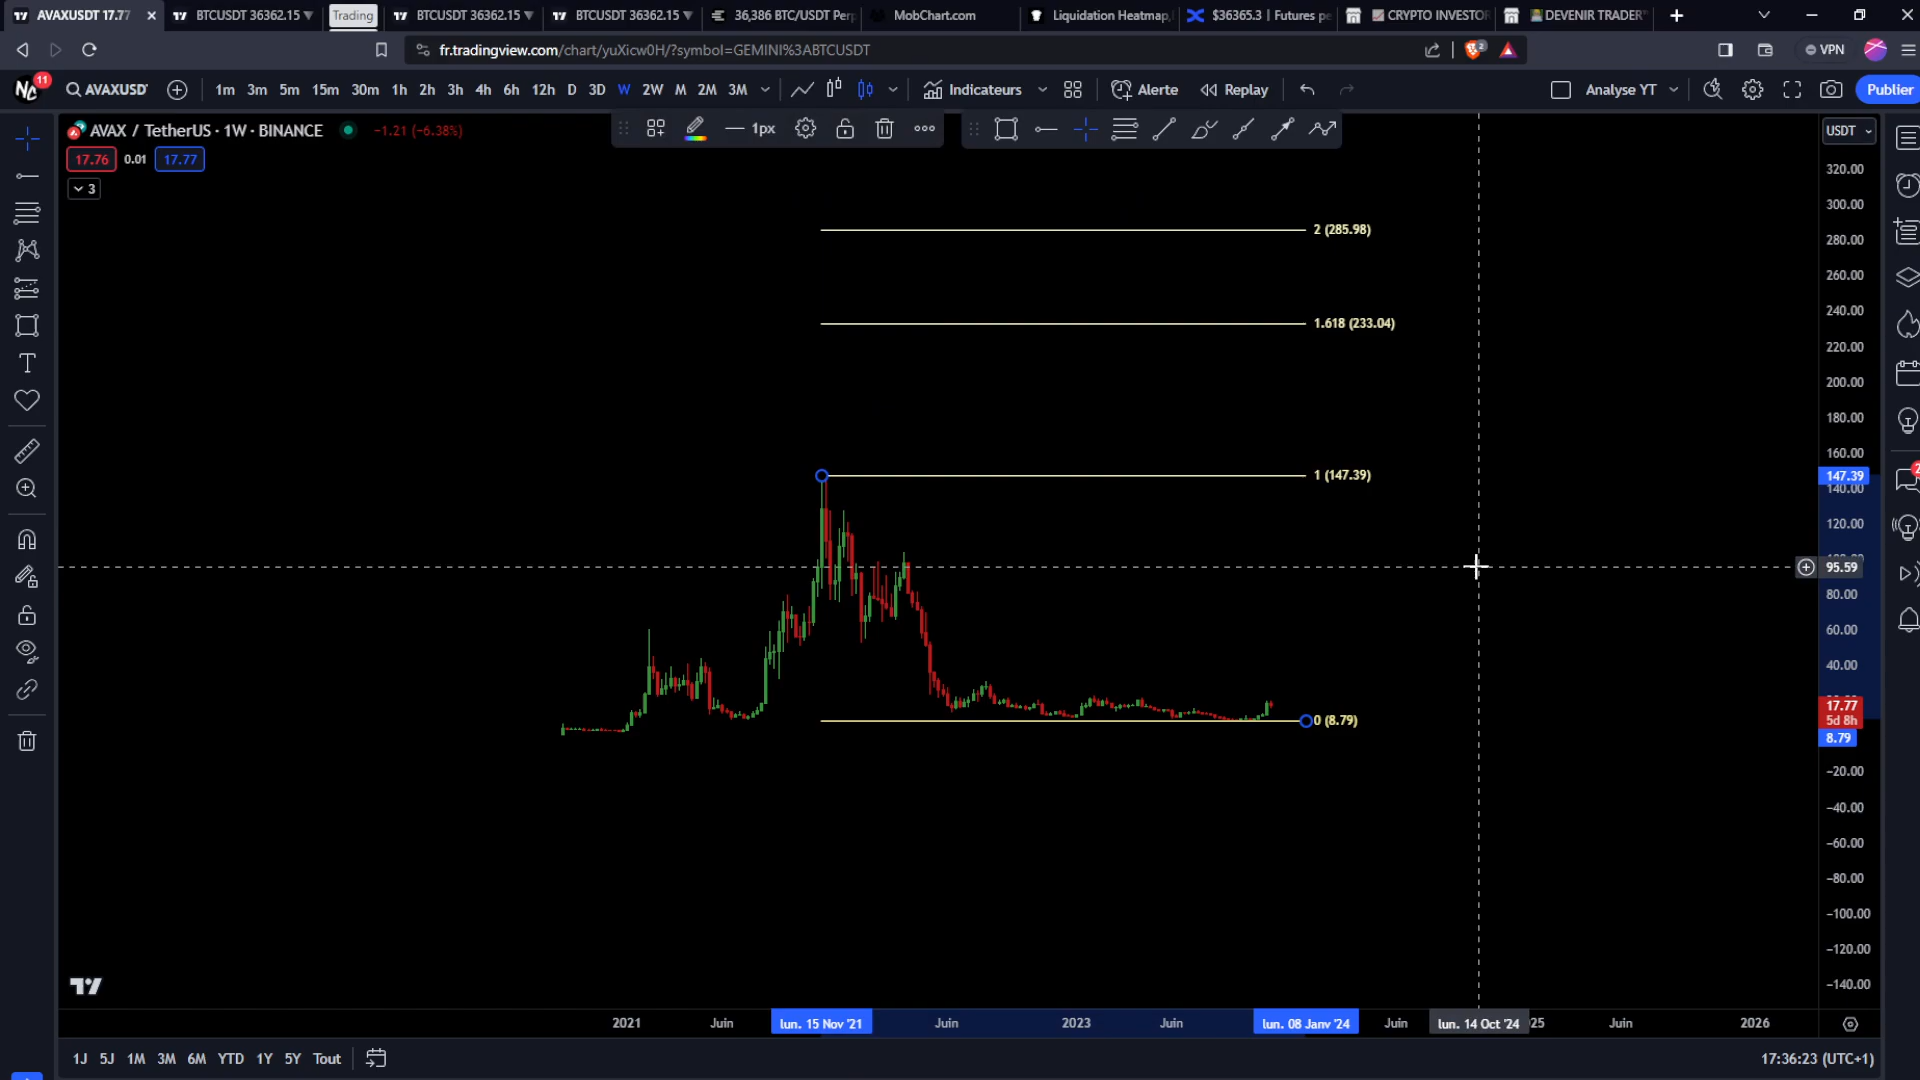 AVAXUSDT 17.77
BTCUSDT 36362.15 ▼
Trading
BTCUSDT 36362.15 ▼
BTCUSDT 36362.15 ▼
36,386 BTC/USDT Perp
MobChart.com
Liquidation Heatmap,
$36365.3 | Futures pe
CRYPTO INVESTOR
DEVENIR TRADER
fr.tradingview.com/chart/yuXicw0H/?symbol=GEMINI%3ABTCUSDT
2
VPN
11
AVAXUSDT
1m 3m 5m 15m 30m 1h 2h 3h 4h 6h 12h D 3D W 2W M 2M 3M
Indicateurs
Alerte
Replay
Analyse YT
Publier
AVAX / TetherUS · 1W · BINANCE
−1.21 (−6.38%)
1px
USDT
17.76 0.01 17.77
3
320.00
300.00
2 (285.98)
280.00
260.00
240.00
1.618 (233.04)
220.00
200.00
180.00
160.00
1 (147.39)
147.39
140.00
120.00
95.59
80.00
60.00
40.00
17.77
5d 8h
0 (8.79)
8.79
−20.00
−40.00
−60.00
−80.00
−100.00
−120.00
−140.00
2021 Juin lun. 15 Nov '21 Juin 2023 Juin lun. 08 Janv '24 Juin lun. 14 Oct '24 25 Juin 2026
1J 5J 1M 3M 6M YTD 1Y 5Y Tout
17:36:23 (UTC+1)